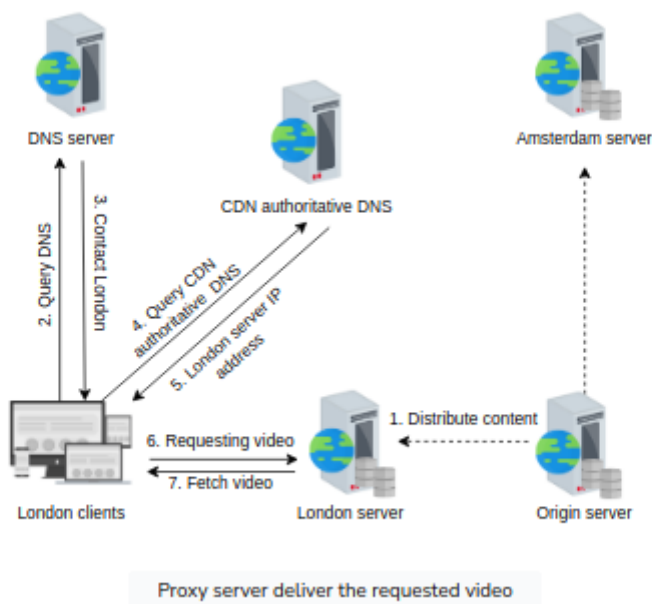 DNS server
Amsterdam server
CDN authoritative DNS
2. Query DNS
3. Contact London
4. Query CDN
authoritative DNS
5. London server IP
address
1. Distribute content
6. Requesting video
7. Fetch video
London clients
London server
Origin server
Proxy server deliver the requested video